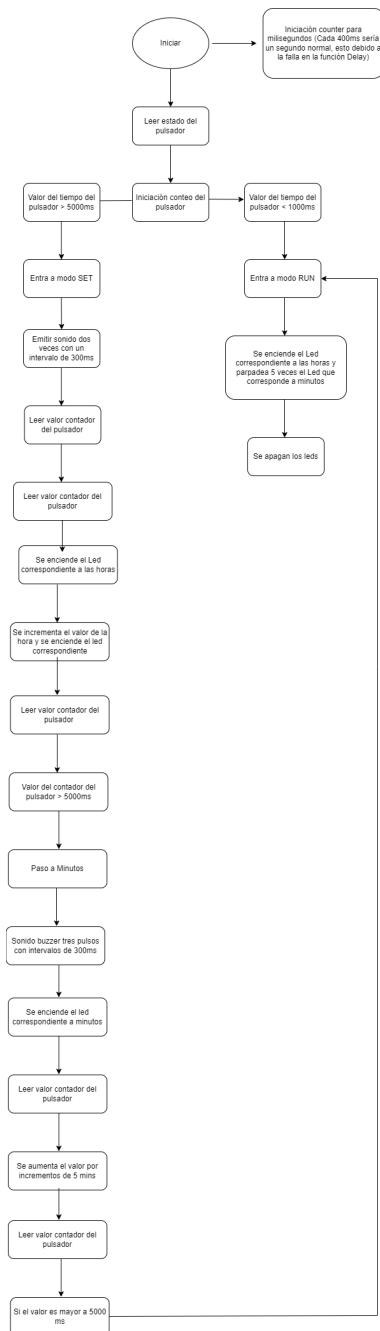 Iniciar
Iniciación counter para
milisegundos (Cada 400ms sería
un segundo normal, esto debido a
la falla en la función Delay)
Leer estado del
pulsador
Valor del tiempo del
pulsador > 5000ms
Iniciación conteo del
pulsador
Valor del tiempo del
pulsador < 1000ms
Entra a modo SET
Entra a modo RUN
Emitir sonido dos
veces con un
intervalo de 300ms
Se enciende el Led
correspondiente a las horas y
parpadea 5 veces el Led que
corresponde a minutos
Leer valor contador
del pulsador
Se apagan los leds
Leer valor contador del
pulsador
Se enciende el Led
correspondiente a las horas
Se incrementa el valor de la
hora y se enciende el led
correspondiente
Leer valor contador del
pulsador
Valor del contador del
pulsador > 5000ms
Paso a Minutos
Sonido buzzer tres pulsos
con intervalos de 300ms
Se enciende el led
correspondiente a minutos
Leer valor contador del
pulsador
Se aumenta el valor por
incrementos de 5 mins
Leer valor contador del
pulsador
Si el valor es mayor a 5000
ms